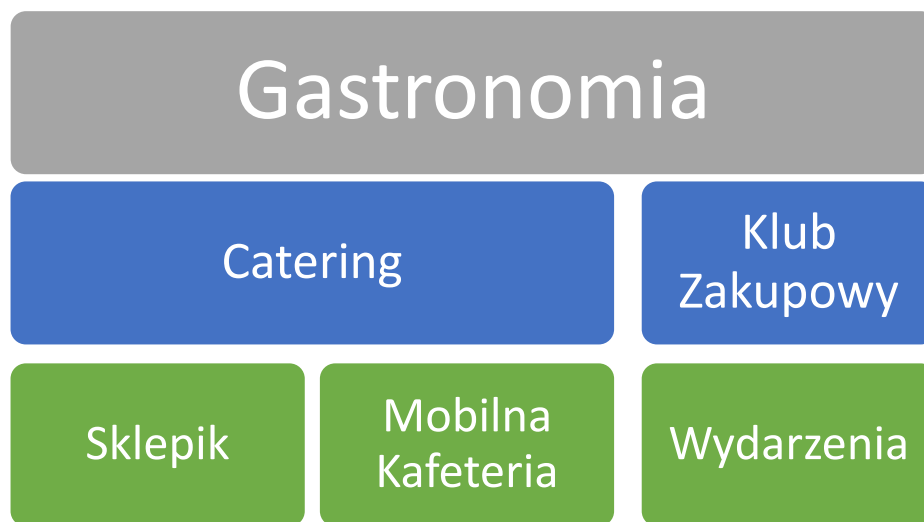 Gastronomia
Catering
Klub
Zakupowy
Sklepik
Mobilna
Kafeteria
Wydarzenia